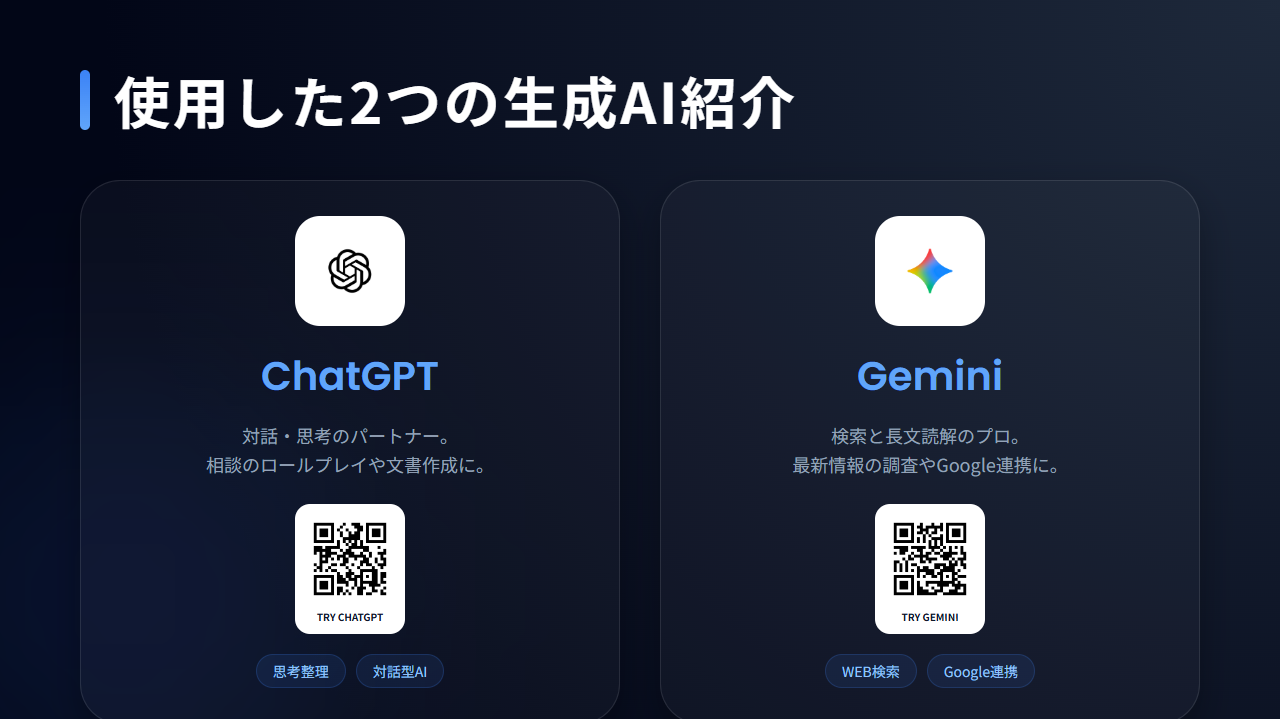 使用した2つの生成AI紹介
ChatGPT
対話・思考のパートナー。
相談のロールプレイや文書作成に。
TRY CHATGPT
思考整理
対話型AI
Gemini
検索と長文読解のプロ。
最新情報の調査やGoogle連携に。
TRY GEMINI
WEB検索
Google連携